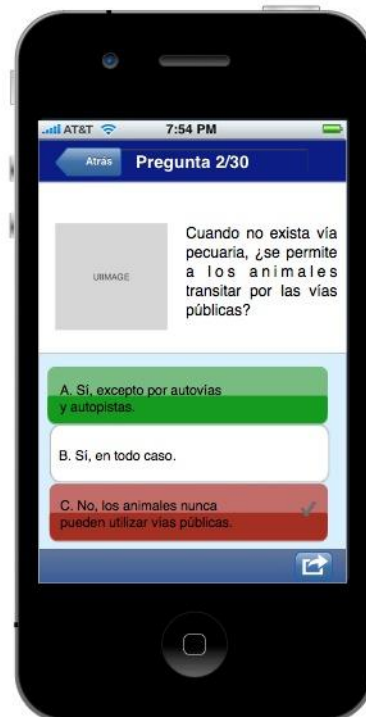 AT&T 7:54 PM
Atrás Pregunta 2/30
UIIMAGE
Cuando no exista vía
pecuaria, ¿se permite
a los animales
transitar por las vías
públicas?
A. Sí, excepto por autovías
y autopistas.
B. Sí, en todo caso.
C. No, los animales nunca
pueden utilizar vías públicas.